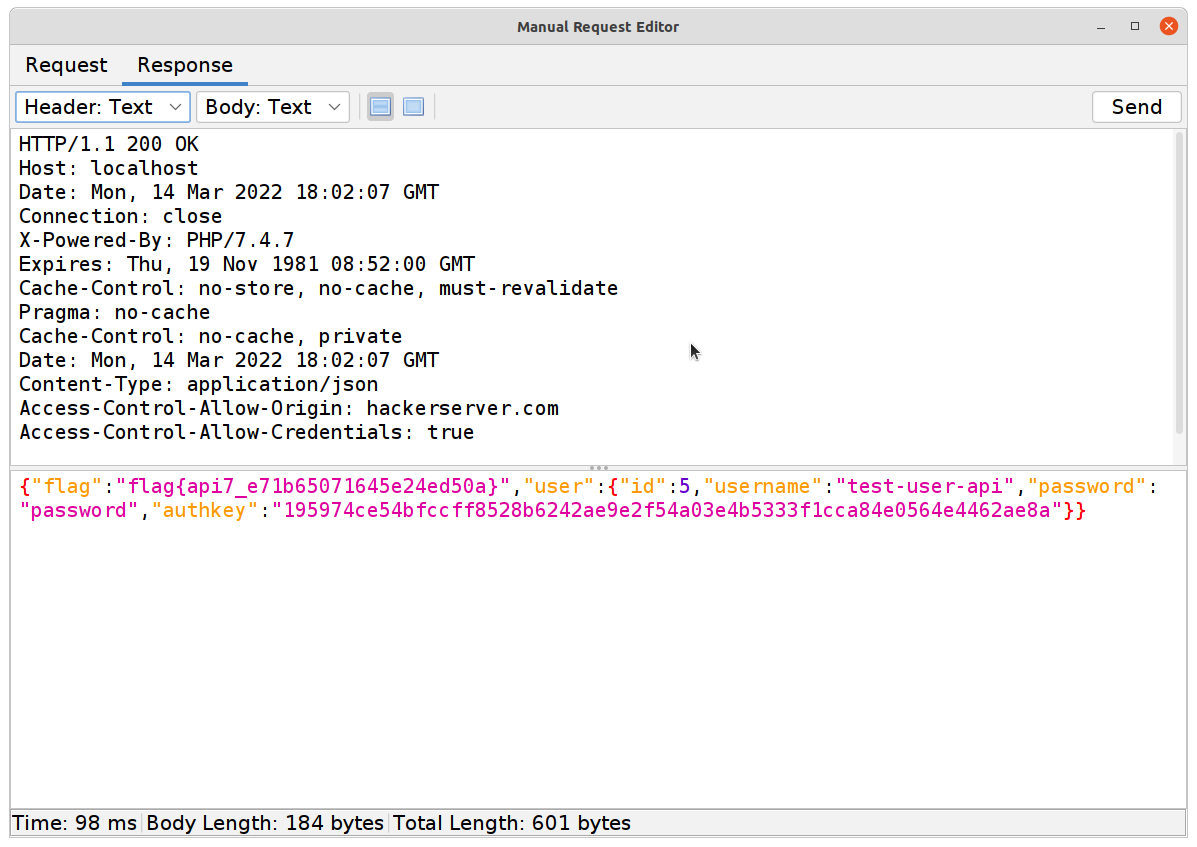 Manual Request Editor
Request Response
Header: Text Body: Text Send
HTTP/1.1 200 OK
Host: localhost
Date: Mon, 14 Mar 2022 18:02:07 GMT
Connection: close
X-Powered-By: PHP/7.4.7
Expires: Thu, 19 Nov 1981 08:52:00 GMT
Cache-Control: no-store, no-cache, must-revalidate
Pragma: no-cache
Cache-Control: no-cache, private
Date: Mon, 14 Mar 2022 18:02:07 GMT
Content-Type: application/json
Access-Control-Allow-Origin: hackerserver.com
Access-Control-Allow-Credentials: true
{"flag":"flag{api7_e71b65071645e24ed50a}","user":{"id":5,"username":"test-user-api","password":
"password","authkey":"195974ce54bfccff8528b6242ae9e2f54a03e4b5333f1cca84e0564e4462ae8a"}}
Time: 98 ms Body Length: 184 bytes Total Length: 601 bytes